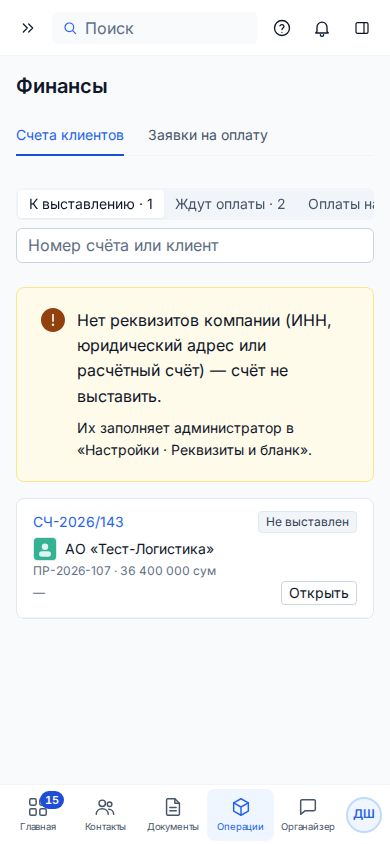 Поиск
Финансы
Счета клиентов
Заявки на оплату
К выставлению · 1
Ждут оплаты · 2
Оплаты на
Номер счёта или клиент
Нет реквизитов компании (ИНН,
юридический адрес или
расчётный счёт) — счёт не
выставить.
Их заполняет администратор в
«Настройки · Реквизиты и бланк».
СЧ-2026/143
Не выставлен
АО «Тест-Логистика»
ПР-2026-107 · 36 400 000 сум
—
Открыть
15
Главная
Контакты
Документы
Операции
Органайзер
ДШ